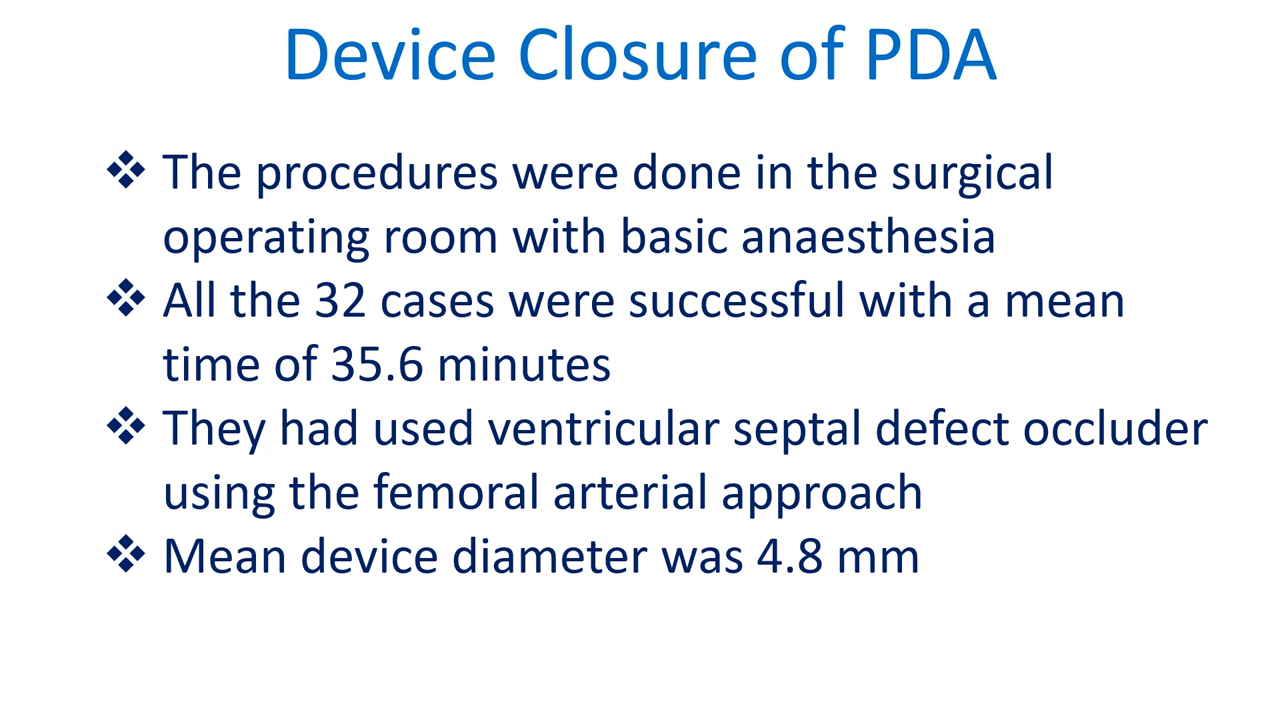 Device Closure of PDA
❖ The procedures were done in the surgical
operating room with basic anaesthesia
❖ All the 32 cases were successful with a mean
time of 35.6 minutes
❖ They had used ventricular septal defect occluder
using the femoral arterial approach
❖ Mean device diameter was 4.8 mm